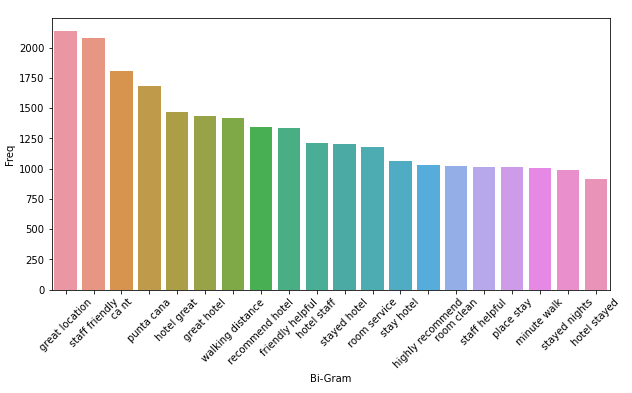 2000
1750
1500
1250
1000
750
500
250
0
Freq
great location
staff friendly
ca nt
punta cana
hotel great
great hotel
walking distance
recommend hotel
friendly helpful
hotel staff
stayed hotel
room service
stay hotel
highly recommend
room clean
staff helpful
place stay
minute walk
stayed nights
hotel stayed
Bi-Gram